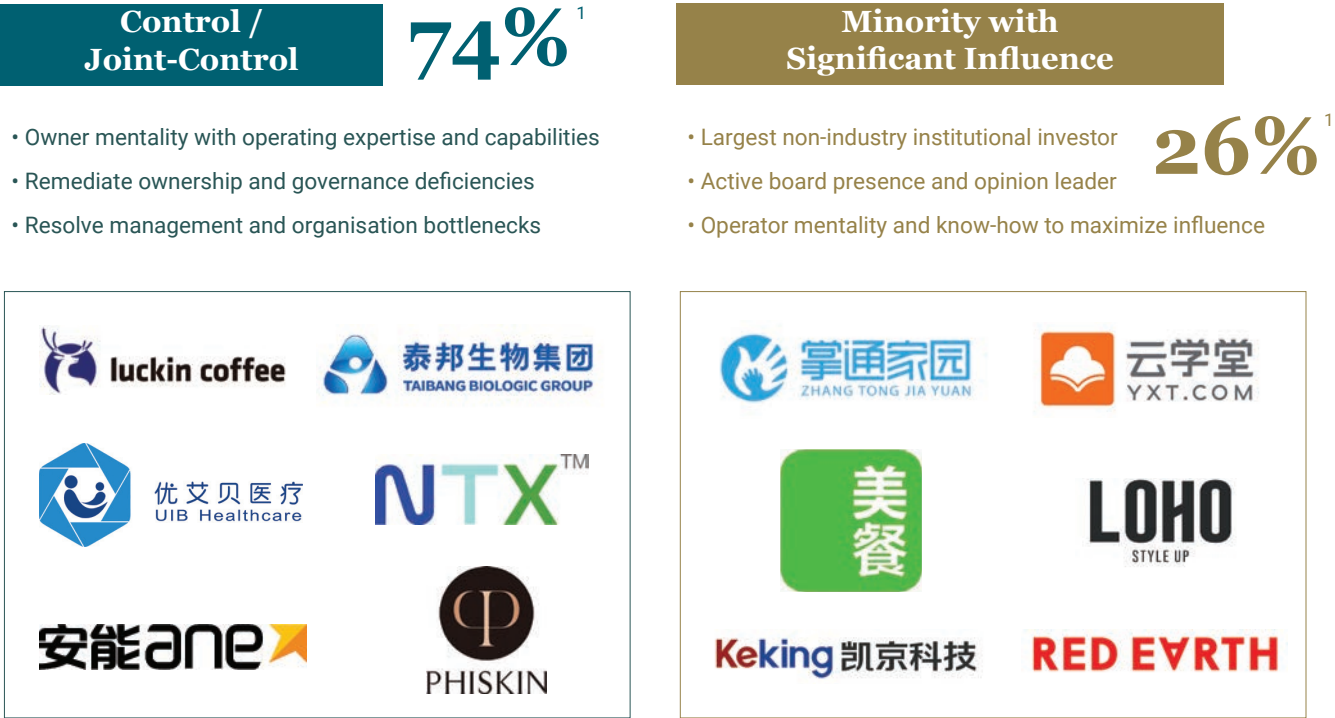 Control /
Joint-Control
74%1
• Owner mentality with operating expertise and capabilities
• Remediate ownership and governance deficiencies
• Resolve management and organisation bottlenecks
luckin coffee
泰邦生物集团
TAIBANG BIOLOGIC GROUP
优艾贝医疗
UIB Healthcare
NTX™
安能ane
PHISKIN
Minority with
Significant Influence
26%1
• Largest non-industry institutional investor
• Active board presence and opinion leader
• Operator mentality and know-how to maximize influence
掌通家园
ZHANG TONG JIA YUAN
云学堂
YXT.COM
美餐
LOHO
STYLE UP
Keking 凯京科技
RED EARTH